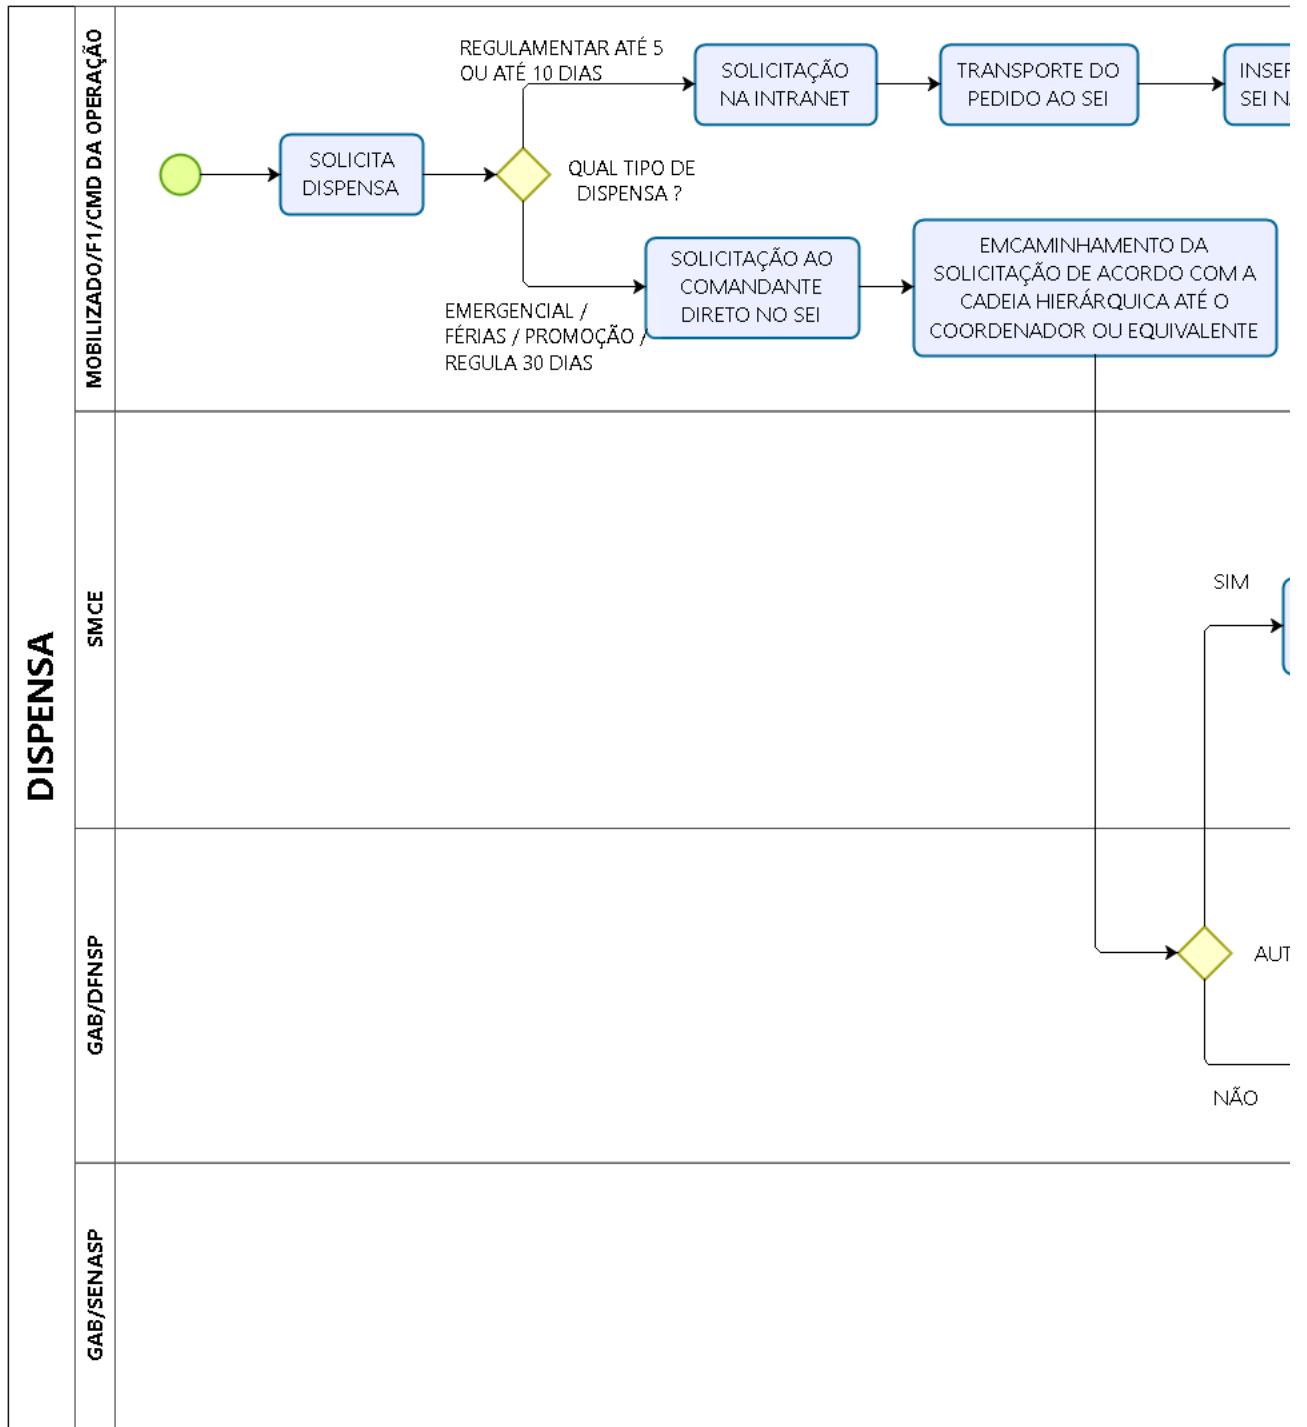 DISPENSA
MOBILIZADO/F1/CMD DA OPERAÇÃO
REGULAMENTAR ATÉ 5
OU ATÉ 10 DIAS
SOLICITAÇÃO
NA INTRANET
TRANSPORTE DO
PEDIDO AO SEI
SEI
SOLICITA
DISPENSA
QUAL TIPO DE
DISPENSA ?
EMERGENCIAL /
FÉRIAS / PROMOÇÃO /
REGULA 30 DIAS
SOLICITAÇÃO AO
COMANDANTE
DIRETO NO SEI
EMCAMINHAMENTO DA
SOLICITAÇÃO DE ACORDO COM A
CADEIA HIERÁRQUICA ATÉ O
COORDENADOR OU EQUIVALENTE
SMCE
SIM
GAB/DFNSP
NÃO
GAB/SENASP